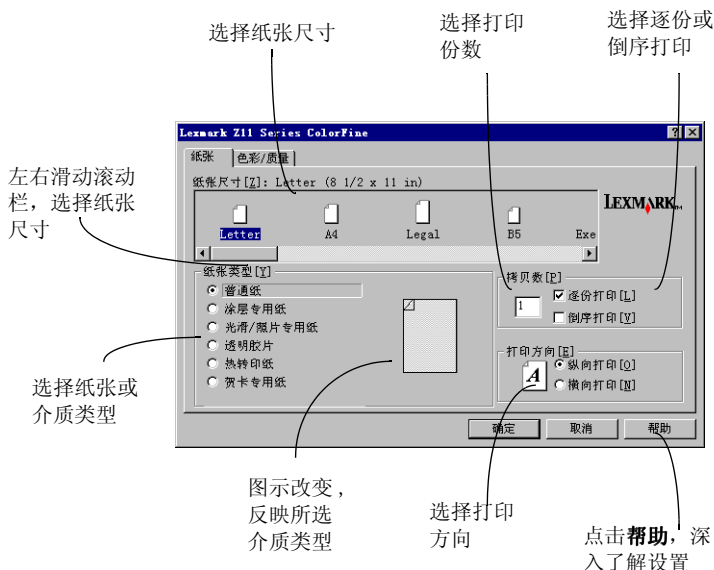 选择纸张尺寸
选择打印
份数
选择逐份或
倒序打印
Lexmark Z11 Series ColorFine
纸张
色彩/质量
左右滑动滚动
栏，选择纸张
尺寸
纸张尺寸[Z]: Letter (8 1/2 x 11 in)
LEXMARK
Letter
A4
Legal
B5
Exe
纸张类型[Y]
普通纸
涂层专用纸
光滑/照片专用纸
透明胶片
热转印纸
贺卡专用纸
拷贝数[P]
1
逐份打印[L]
倒序打印[V]
打印方向[E]
A
纵向打印[O]
横向打印[N]
选择纸张或
介质类型
确定
取消
帮助
图示改变，
反映所选
介质类型
选择打印
方向
点击帮助，深
入了解设置